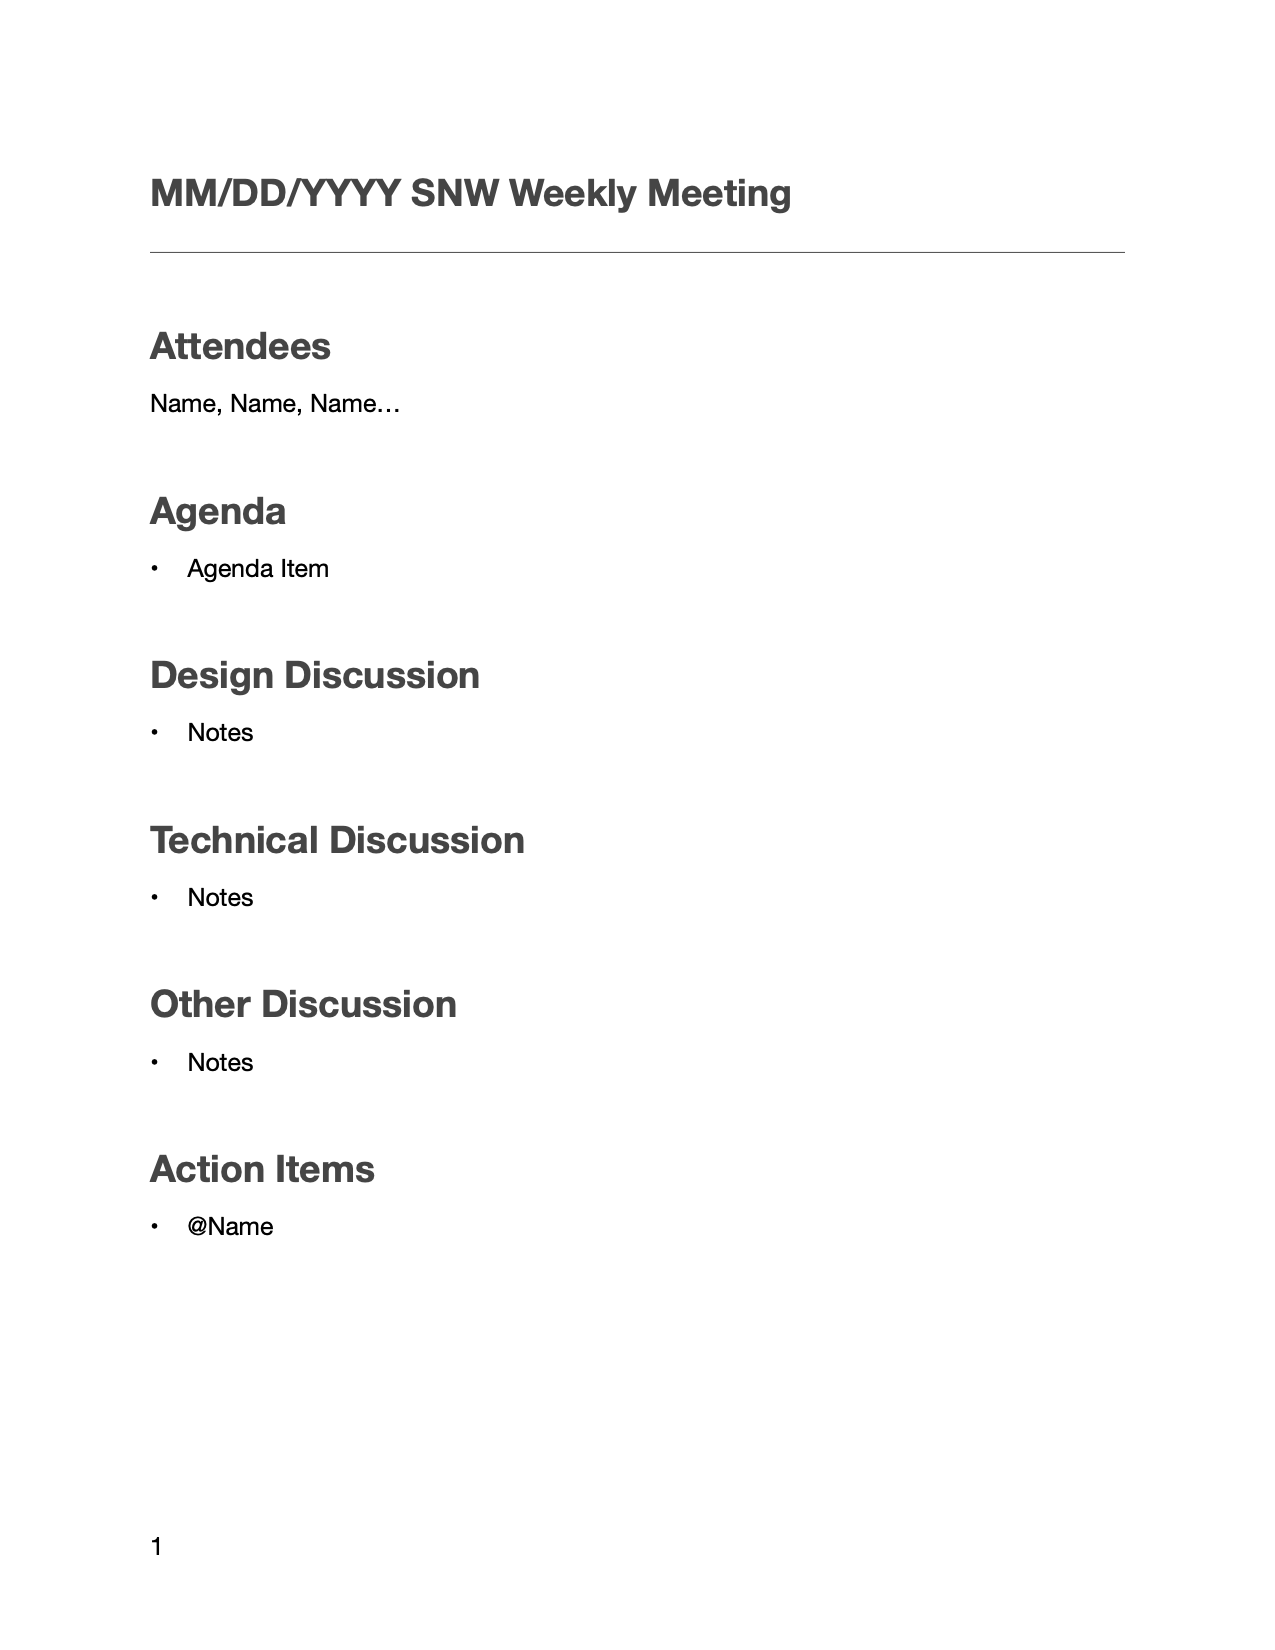 MM/DD/YYYY SNW Weekly Meeting
Attendees
Name, Name, Name…
Agenda
• Agenda Item
Design Discussion
• Notes
Technical Discussion
• Notes
Other Discussion
• Notes
Action Items
• @Name
1